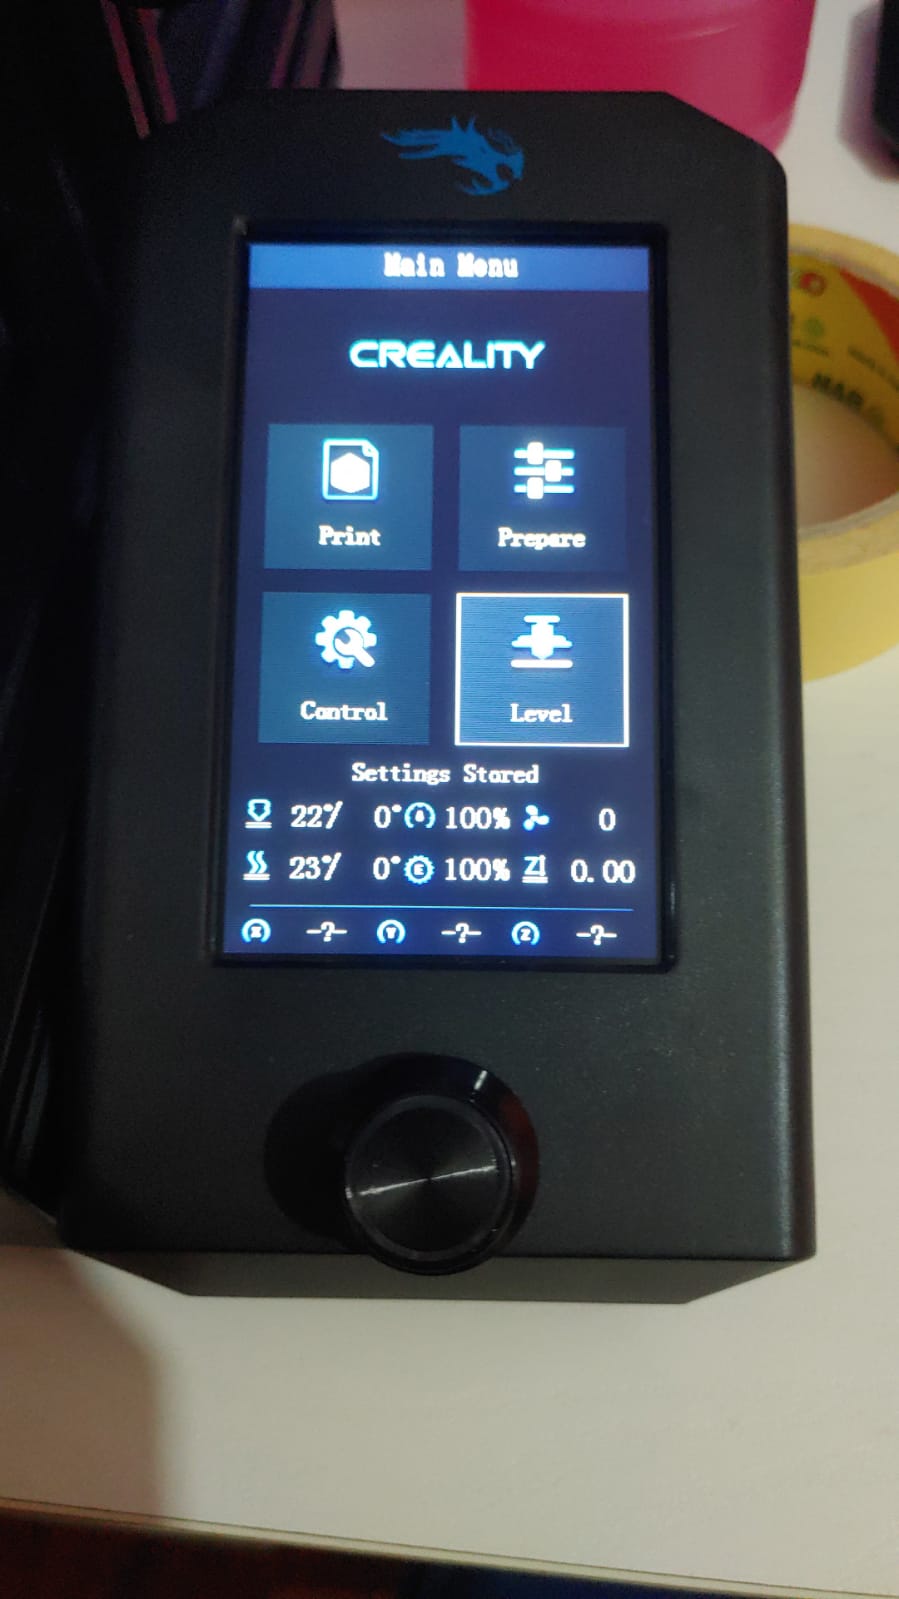 Main Menu
CREALITY
Print
Prepare
Control
Level
Settings Stored
22°/ 0° 100% 0
23°/ 0° E 100% Z 0.00
X -?- Y -?- Z -?-